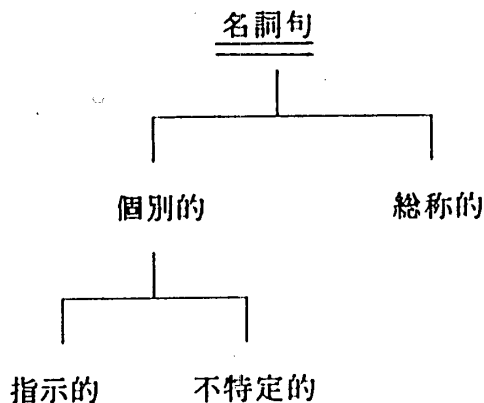 名詞句
個別的 総称的
指示的 不特定的